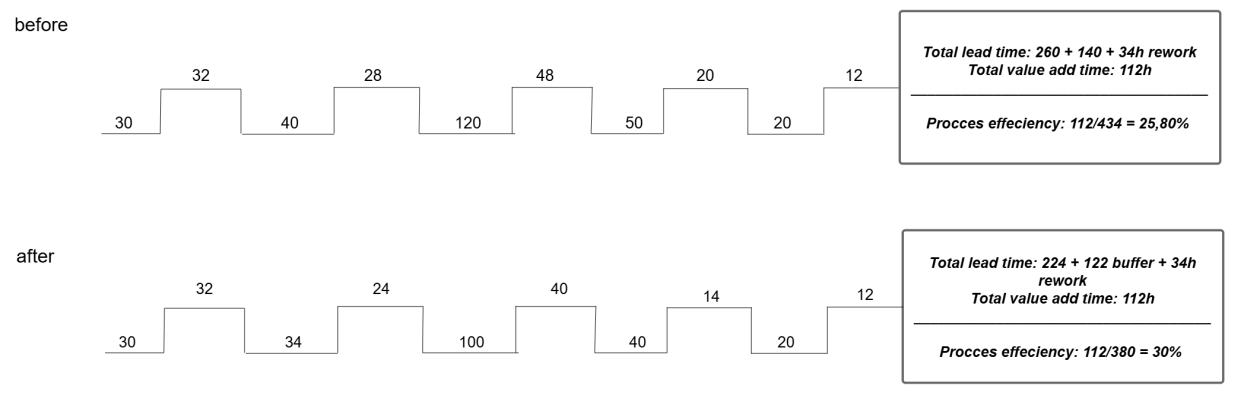 before
32
28
48
20
12
30
40
120
50
20
Total lead time: 260 + 140 + 34h rework
Total value add time: 112h
Procces effeciency: 112/434 = 25,80%
after
32
24
40
14
12
30
34
100
40
20
Total lead time: 224 + 122 buffer + 34h
rework
Total value add time: 112h
Procces effeciency: 112/380 = 30%